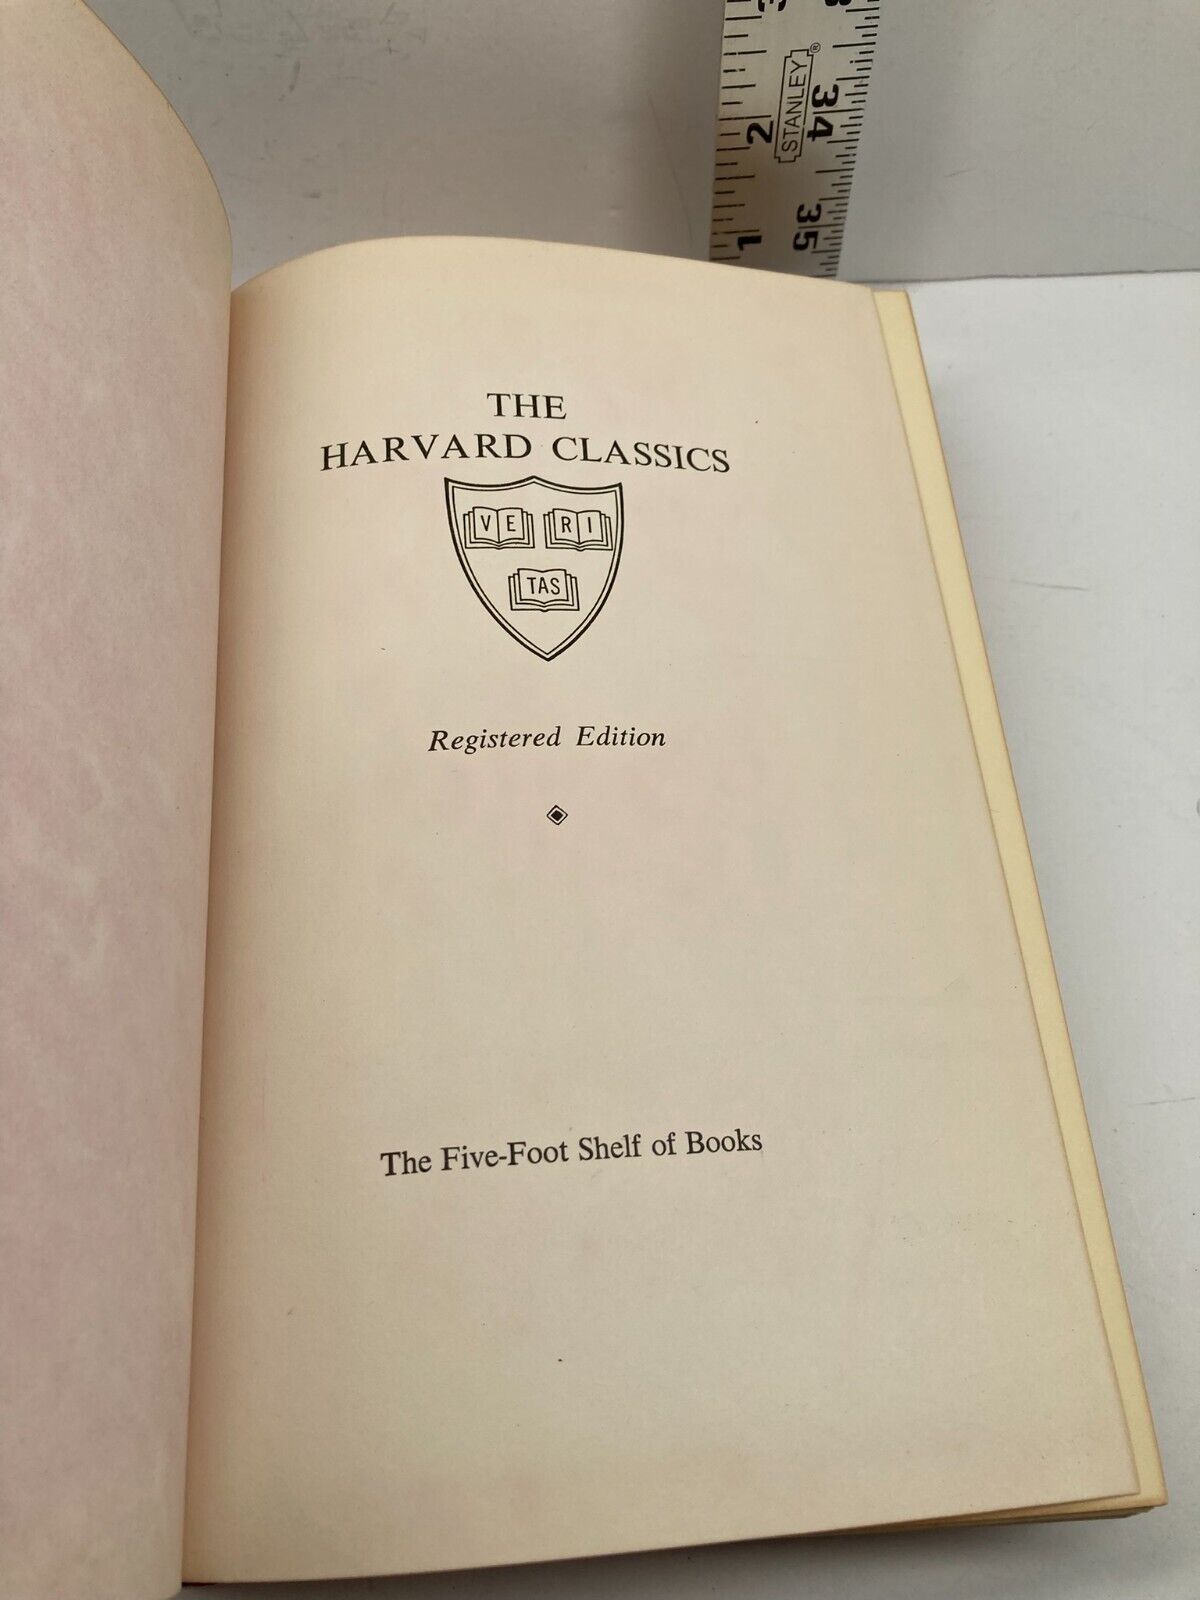 3
2
STANLEY®
34
1
35
THE
HARVARD CLASSICS
VE RI
TAS
Registered Edition
The Five-Foot Shelf of Books